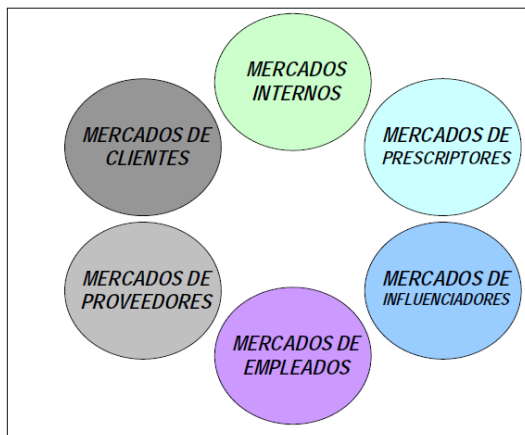 MERCADOS
INTERNOS
MERCADOS DE
CLIENTES
MERCADOS DE
PRESCRIPTORES
MERCADOS DE
PROVEEDORES
MERCADOS DE
INFLUENCIADORES
MERCADOS DE
EMPLEADOS